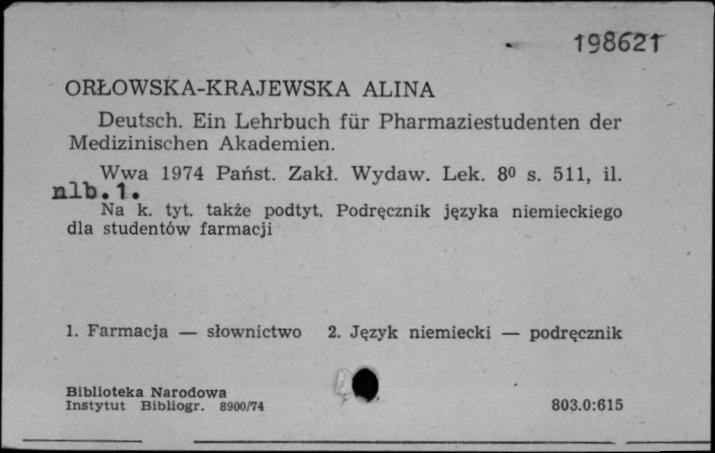 198621
ORŁOWSKA-KRAJEWSKA ALINA
Deutsch. Ein Lehrbuch für Pharmaziestudenten der
Medizinischen Akademien.
Wwa 1974 Państ. Zakł. Wydaw. Lek. 8⁰ s. 511, il.
nlb. 1.
Na k. tyt. także podtyt. Podręcznik języka niemieckiego
dla studentów farmacji
1. Farmacja — słownictwo 2. Język niemiecki — podręcznik
Biblioteka Narodowa
Instytut Bibliogr. 8900/74 803.0:615